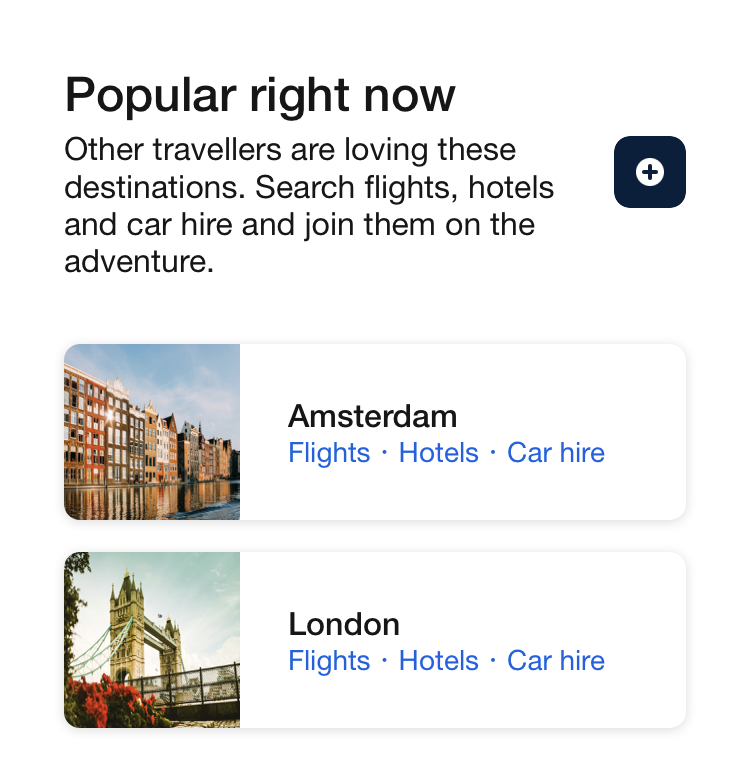 Popular right now
Other travellers are loving these
destinations. Search flights, hotels
and car hire and join them on the
adventure.
Amsterdam
Flights · Hotels · Car hire
London
Flights · Hotels · Car hire